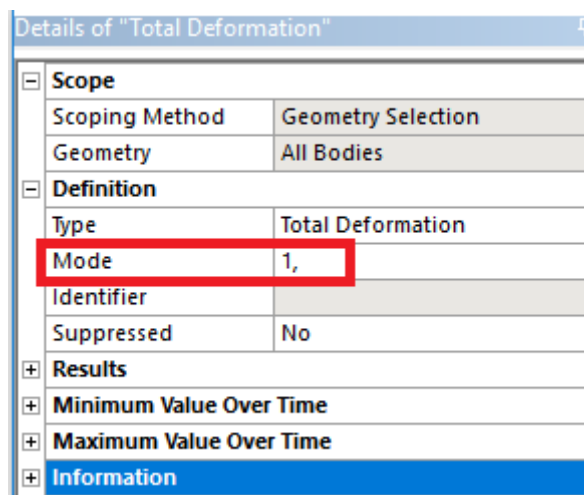 Details of "Total Deformation"
Scope
Scoping Method Geometry Selection
Geometry All Bodies
Definition
Type Total Deformation
Mode 1,
Identifier
Suppressed No
Results
Minimum Value Over Time
Maximum Value Over Time
Information